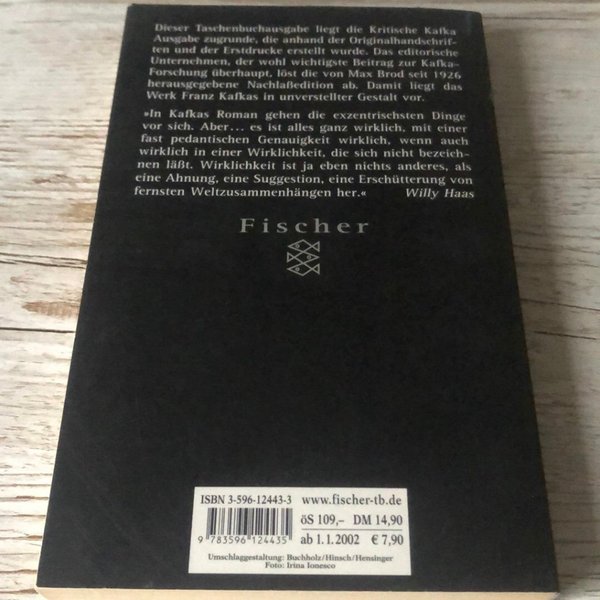 Dieser Taschenbuchausgabe liegt die Kritische Kafka
Ausgabe zugrunde, die anhand der Originalhandschrif-
ten und der Erstdrucke erstellt wurde. Das editorische
Unternehmen, der wohl wichtigste Beitrag zur Kafka-
Forschung überhaupt, löst die von Max Brod seit 1926
herausgegebene Nachlaßedition ab. Damit liegt das
Werk Franz Kafkas in unverstellter Gestalt vor.
»In Kafkas Roman gehen die exzentrischsten Dinge
vor sich. Aber... es ist alles ganz wirklich, mit einer
fast pedantischen Genauigkeit wirklich, wenn auch
wirklich in einer Wirklichkeit, die sich nicht bezeich-
nen läßt. Wirklichkeit ist ja eben nichts anderes, als
eine Ahnung, eine Suggestion, eine Erschütterung von
fernsten Weltzusammenhängen her.« Willy Haas
Fischer
ISBN 3-596-12443-3
9 783596 124435
www.fischer-tb.de
öS 109,– DM 14,90
ab 1.1.2002 € 7,90
Umschlaggestaltung: Buchholz/Hinsch/Hensinger
Foto: Irina Ionesco